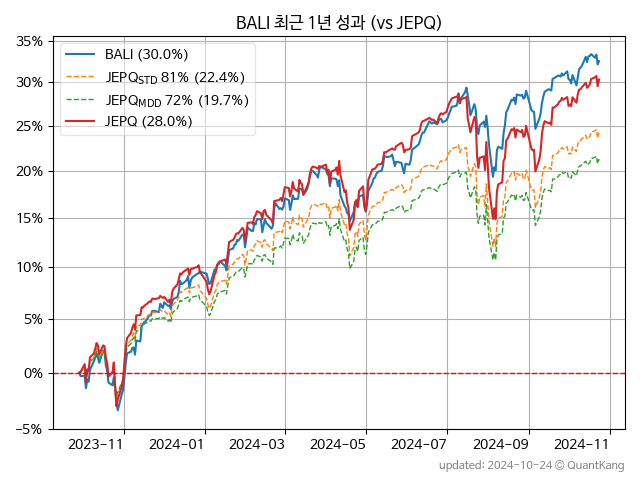 BALI 최근 1년 성과 (vs JEPQ)
BALI (30.0%)
JEPQSTD 81% (22.4%)
JEPQMDD 72% (19.7%)
JEPQ (28.0%)
35%
30%
25%
20%
15%
10%
5%
0%
−5%
2023-11 2024-01 2024-03 2024-05 2024-07 2024-09 2024-11
updated: 2024-10-24 © QuantKang